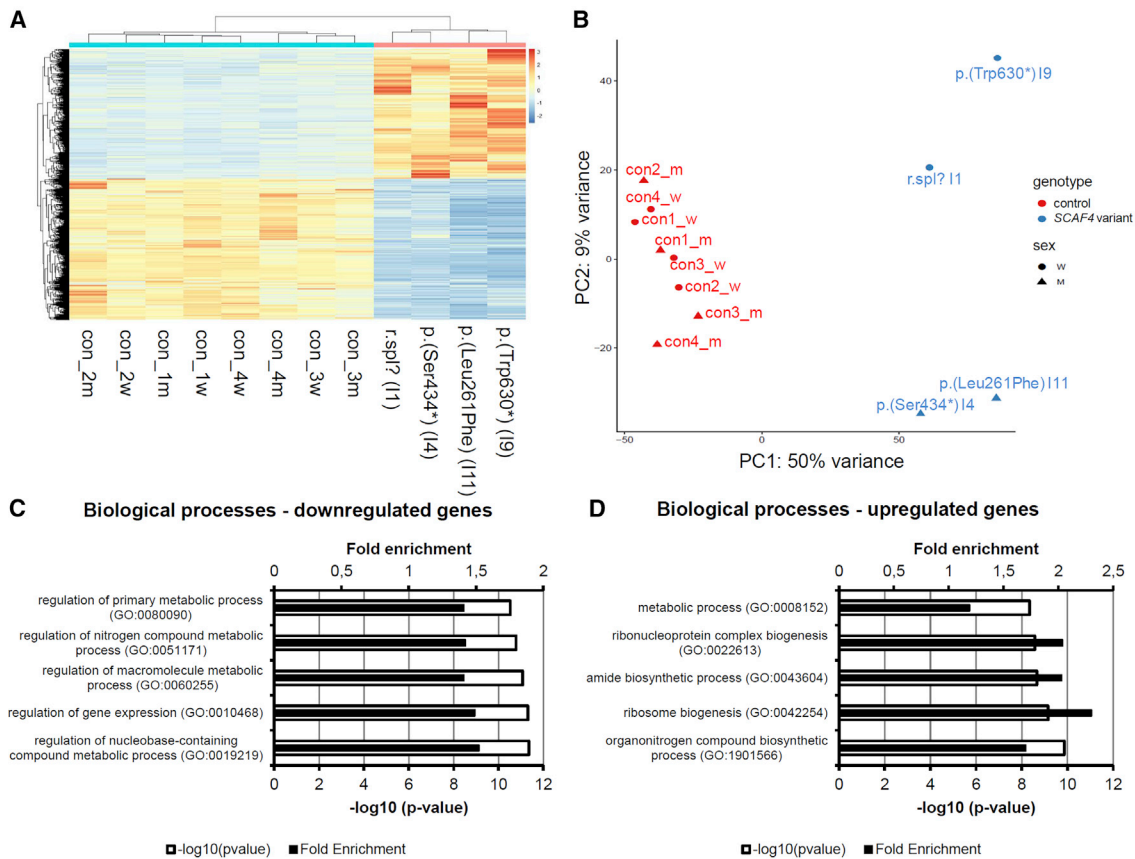 A
3
2
1
0
-1
-2
con_2m
con_2w
con_1m
con_1w
con_4w
con_4m
con_3w
con_3m
r.spl? (I1)
p.(Ser434*) (I4)
p.(Leu261Phe) (I11)
p.(Trp630*) (I9)
B
PC2: 9% variance
40
20
0
−20
−50
0
50
PC1: 50% variance
p.(Trp630*) I9
r.spl? I1
con2_m
con4_w
con1_w
con1_m
con3_w
con2_w
con3_m
con4_m
p.(Leu261Phe) I11
p.(Ser434*) I4
genotype
control
SCAF4 variant
sex
W
M
C
Biological processes - downregulated genes
Fold enrichment
0 0,5 1 1,5 2
regulation of primary metabolic process
(GO:0080090)
regulation of nitrogen compound metabolic
process (GO:0051171)
regulation of macromolecule metabolic
process (GO:0060255)
regulation of gene expression (GO:0010468)
regulation of nucleobase-containing
compound metabolic process (GO:0019219)
0 2 4 6 8 10 12
-log10 (p-value)
-log10(pvalue) Fold Enrichment
D
Biological processes - upregulated genes
Fold enrichment
0 0,5 1 1,5 2 2,5
metabolic process (GO:0008152)
ribonucleoprotein complex biogenesis
(GO:0022613)
amide biosynthetic process (GO:0043604)
ribosome biogenesis (GO:0042254)
organonitrogen compound biosynthetic
process (GO:1901566)
0 2 4 6 8 10 12
-log10 (p-value)
-log10(pvalue) Fold Enrichment